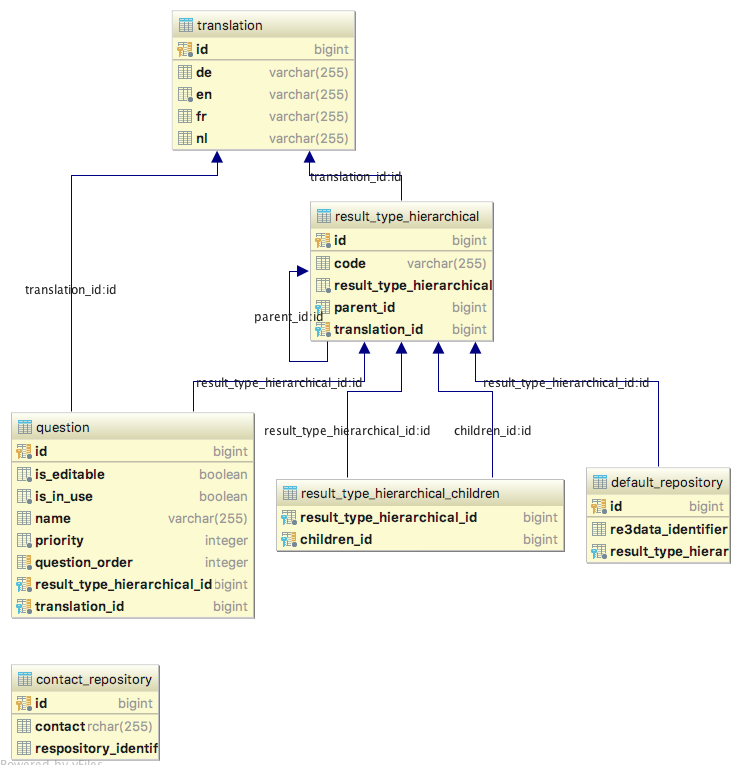 translation
id bigint
de varchar(255)
en varchar(255)
fr varchar(255)
nl varchar(255)
translation_id:id
result_type_hierarchical
id bigint
code varchar(255)
result_type_hierarchical
parent_id bigint
translation_id bigint
parent_id:id
translation_id:id
result_type_hierarchical_id:id
result_type_hierarchical_id:id
result_type_hierarchical_id:id
children_id:id
question
id bigint
is_editable boolean
is_in_use boolean
name varchar(255)
priority integer
question_order integer
result_type_hierarchical_id bigint
translation_id bigint
result_type_hierarchical_children
result_type_hierarchical_id bigint
children_id bigint
default_repository
id bigint
re3data_identifier
result_type_hierar
contact_repository
id bigint
contact rchar(255)
respository_identif
Powered by yFiles